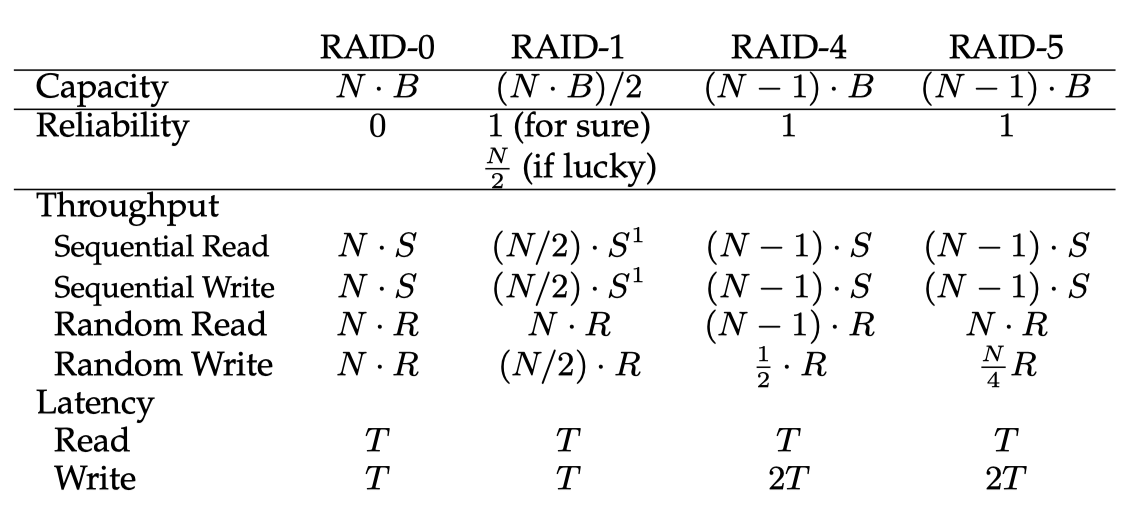 RAID-0 RAID-1 RAID-4 RAID-5
Capacity N · B (N · B)/2 (N − 1) · B (N − 1) · B
Reliability 0 1 (for sure) 1 1
N/2 (if lucky)
Throughput
Sequential Read N · S (N/2) · S¹ (N − 1) · S (N − 1) · S
Sequential Write N · S (N/2) · S¹ (N − 1) · S (N − 1) · S
Random Read N · R N · R (N − 1) · R N · R
Random Write N · R (N/2) · R 1/2 · R N/4 R
Latency
Read T T T T
Write T T 2T 2T